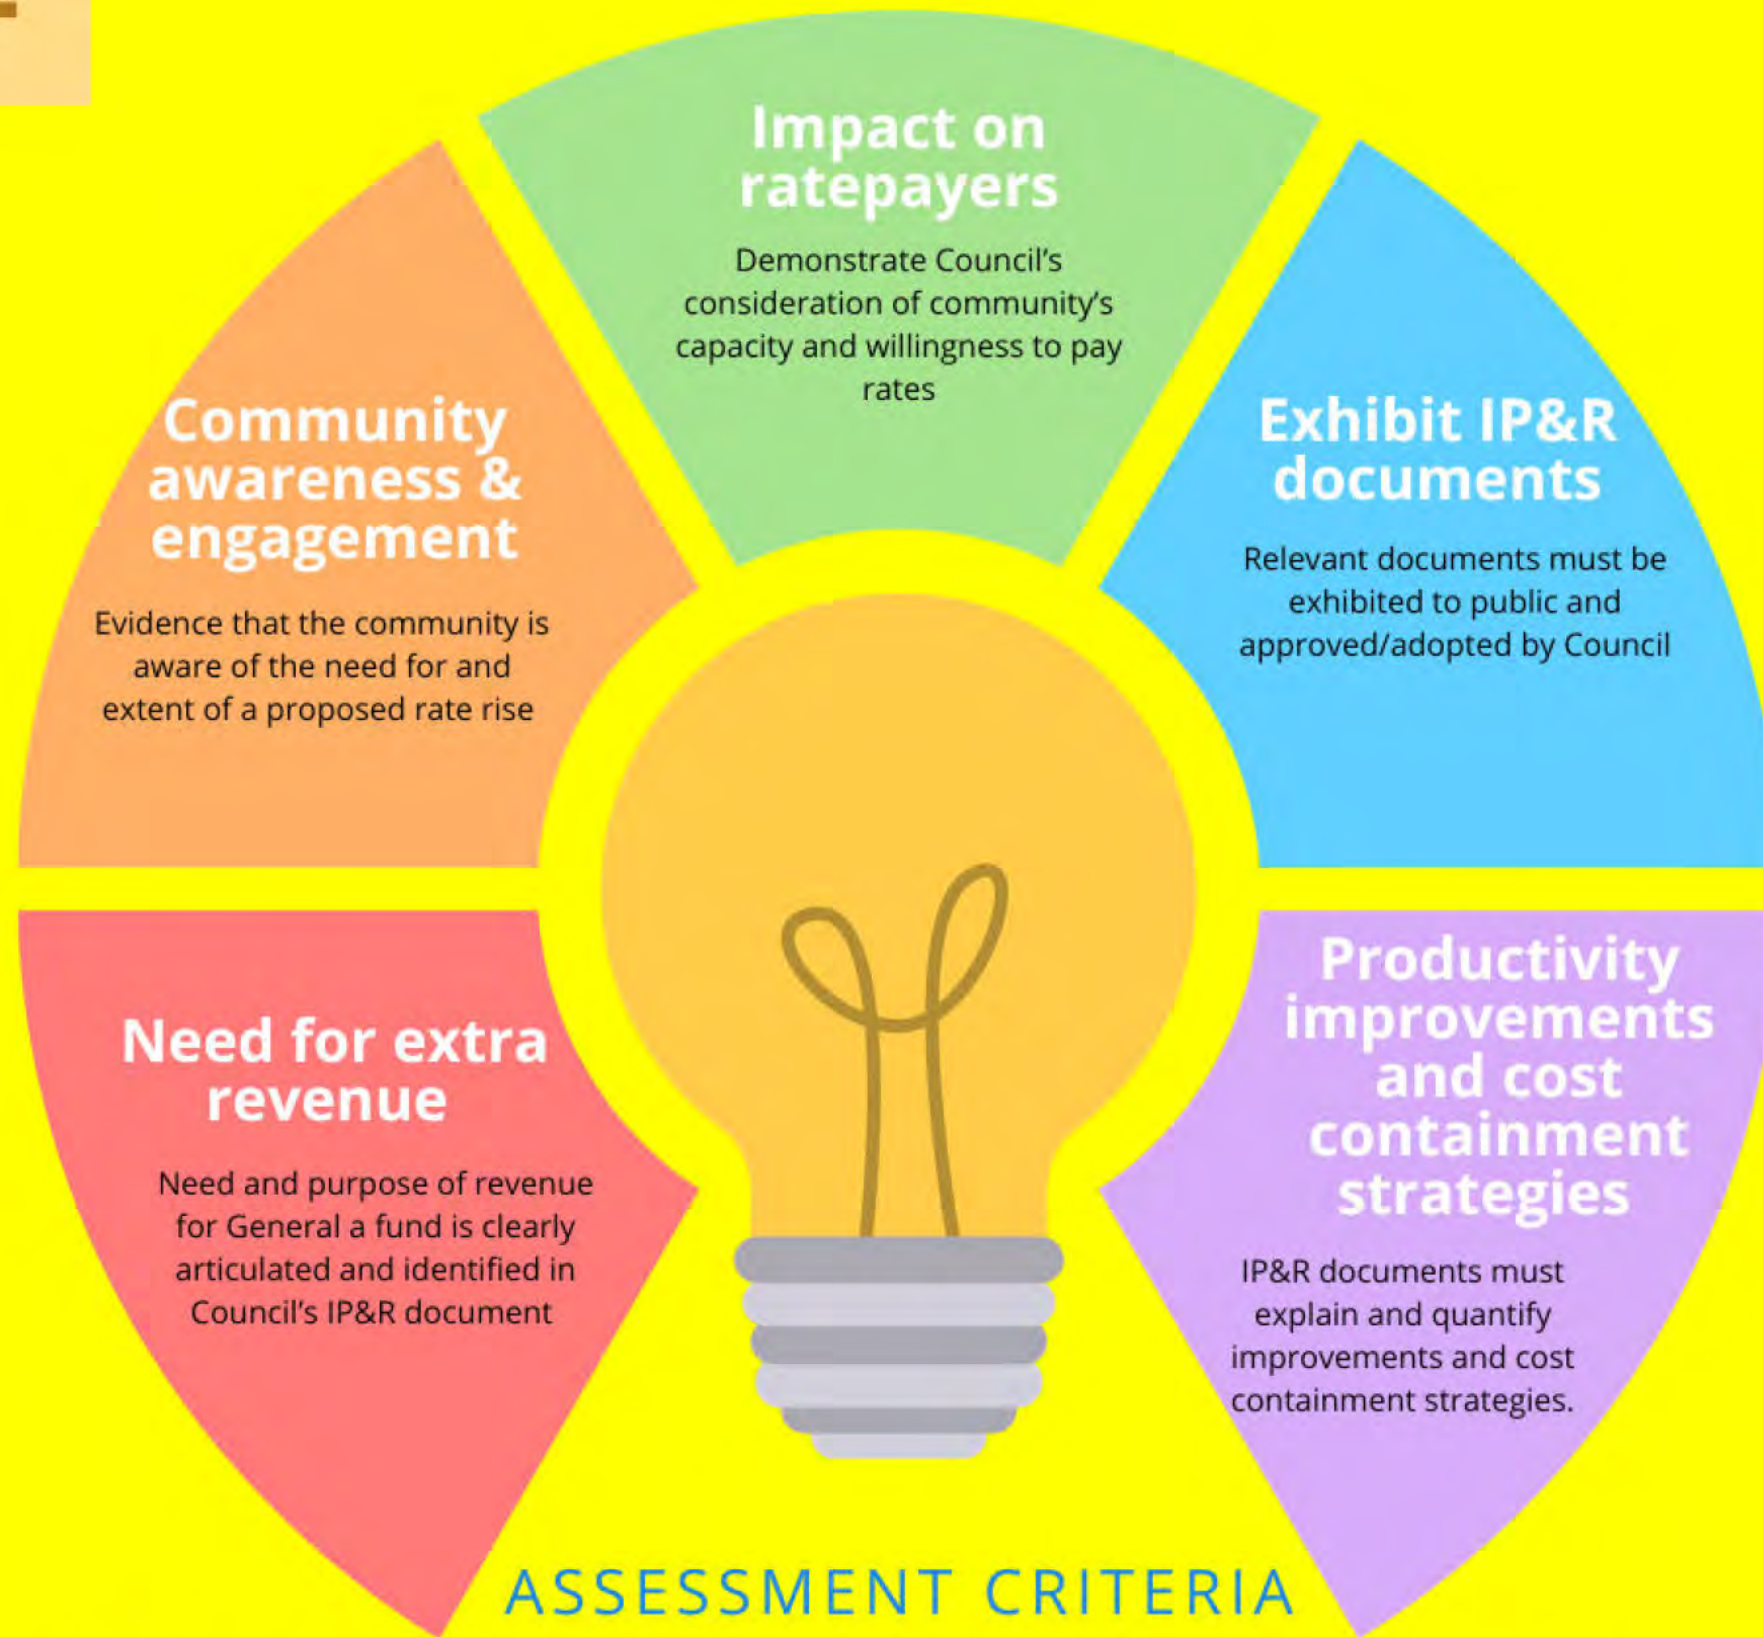 Impact on
ratepayers
Demonstrate Council's
consideration of community's
capacity and willingness to pay
rates
Community
awareness &
engagement
Evidence that the community is
aware of the need for and
extent of a proposed rate rise
Exhibit IP&R
documents
Relevant documents must be
exhibited to public and
approved/adopted by Council
Need for extra
revenue
Need and purpose of revenue
for General a fund is clearly
articulated and identified in
Council's IP&R document
Productivity
improvements
and cost
containment
strategies
IP&R documents must
explain and quantify
improvements and cost
containment strategies.
ASSESSMENT CRITERIA